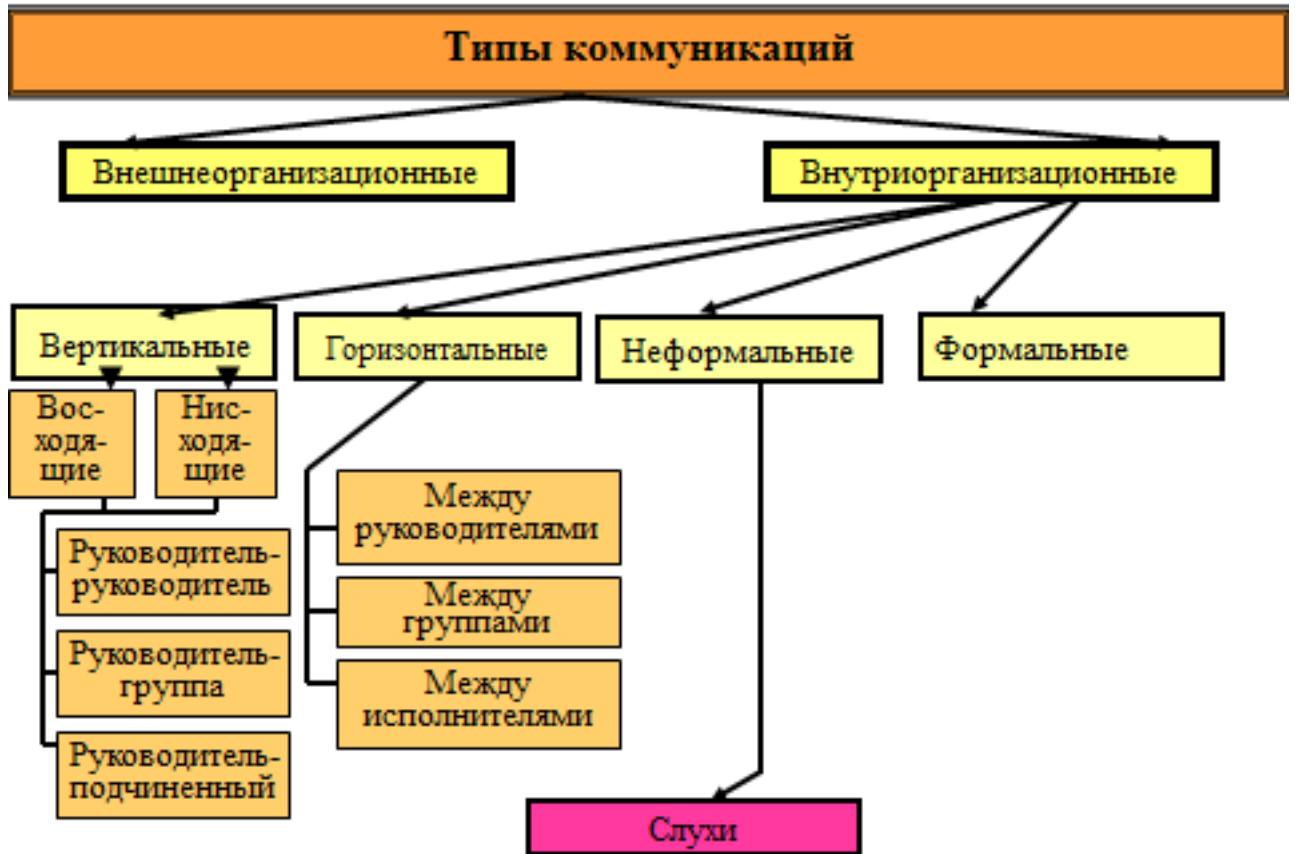 Типы коммуникаций
Внешнеорганизационные
Внутриорганизационные
Вертикальные
Горизонтальные
Неформальные
Формальные
Вос-
ходя-
щие
Нис-
ходя-
щие
Руководитель-
руководитель
Руководитель-
группа
Руководитель-
подчиненный
Между
руководителями
Между
группами
Между
исполнителями
Слухи